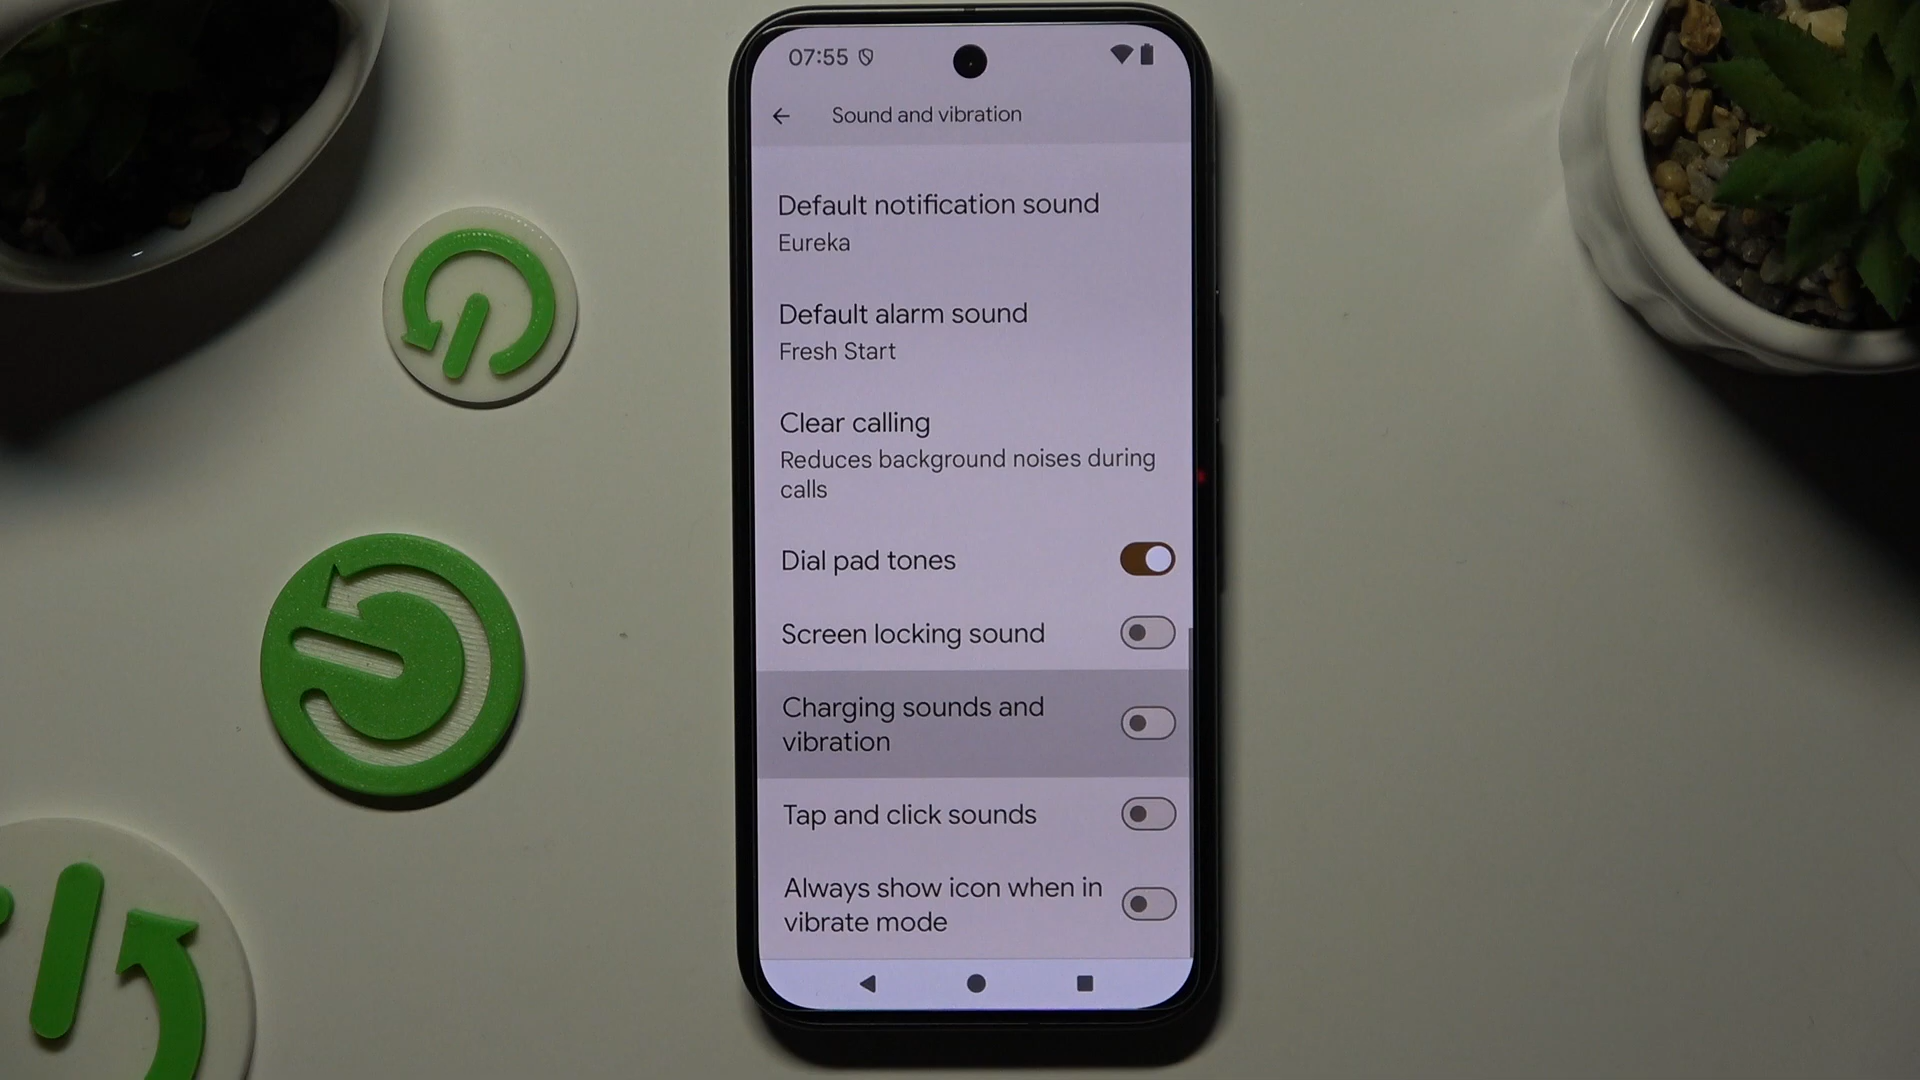 07:55
Sound and vibration
Default notification sound
Eureka
Default alarm sound
Fresh Start
Clear calling
Reduces background noises during
calls
Dial pad tones
Screen locking sound
Charging sounds and
vibration
Tap and click sounds
Always show icon when in
vibrate mode